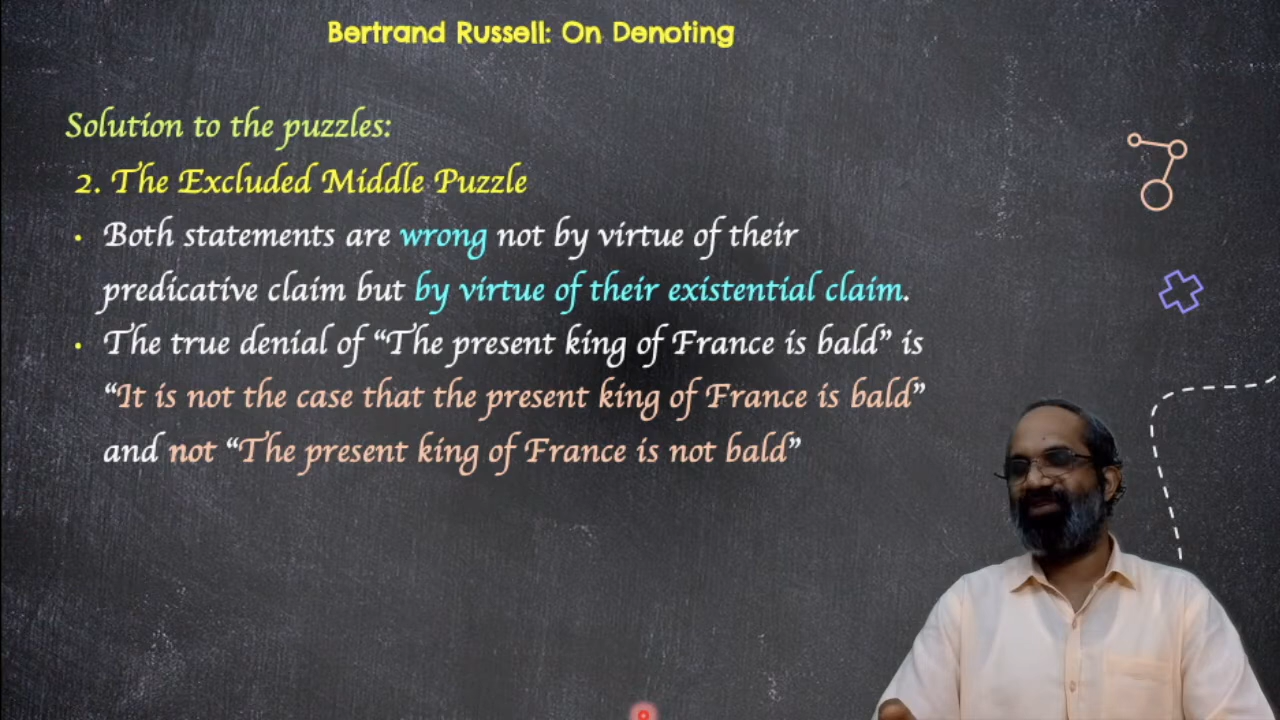 Bertrand Russell: On Denoting
Solution to the puzzles:
2. The Excluded Middle Puzzle
• Both statements are wrong not by virtue of their
predicative claim but by virtue of their existential claim.
• The true denial of “The present king of France is bald” is
“It is not the case that the present king of France is bald”
and not “The present king of France is not bald”